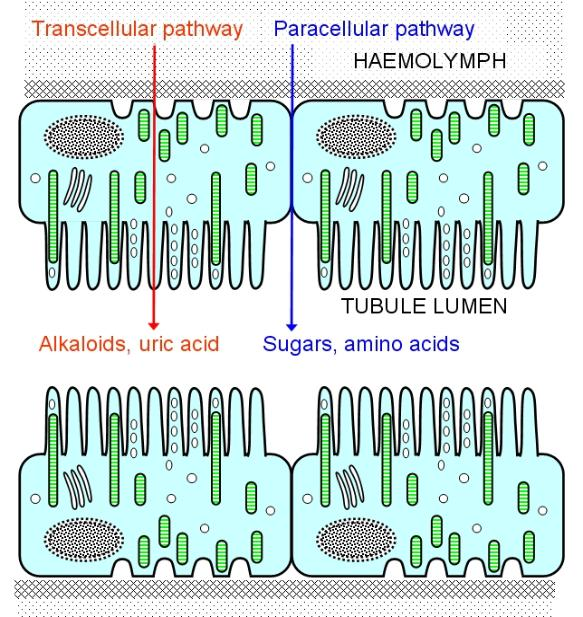 Transcellular pathway
Paracellular pathway
HAEMOLYMPH
TUBULE LUMEN
Alkaloids, uric acid
Sugars, amino acids